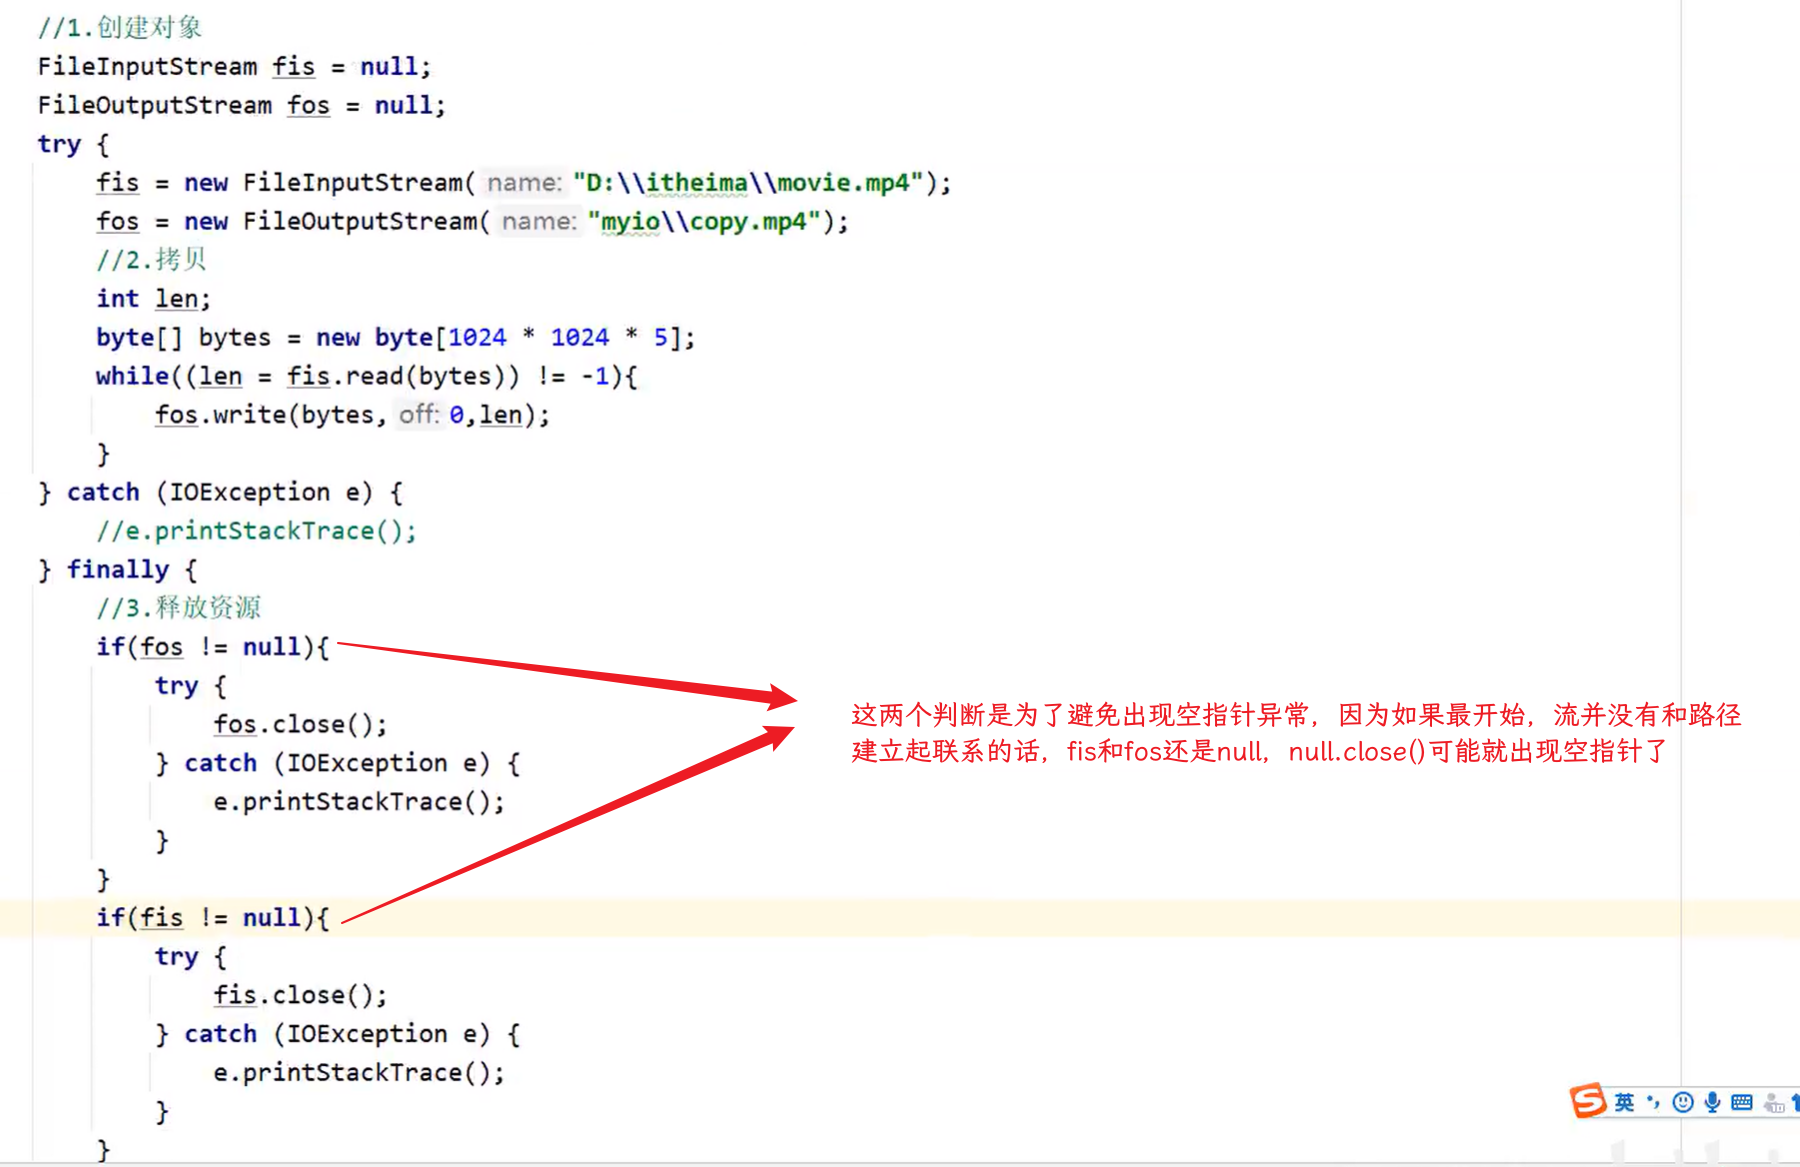 //1.创建对象
FileInputStream fis = null;
FileOutputStream fos = null;
try {
fis = new FileInputStream( name: "D:\\itheima\\movie.mp4");
fos = new FileOutputStream( name: "myio\\copy.mp4");
//2.拷贝
int len;
byte[] bytes = new byte[1024 * 1024 * 5];
while((len = fis.read(bytes)) != -1){
fos.write(bytes, off: 0,len);
}
} catch (IOException e) {
//e.printStackTrace();
} finally {
//3.释放资源
if(fos != null){
try {
fos.close();
} catch (IOException e) {
e.printStackTrace();
}
}
if(fis != null){
try {
fis.close();
} catch (IOException e) {
e.printStackTrace();
}
}
这两个判断是为了避免出现空指针异常，因为如果最开始，流并没有和路径
建立起联系的话，fis和fos还是null，null.close()可能就出现空指针了
S英